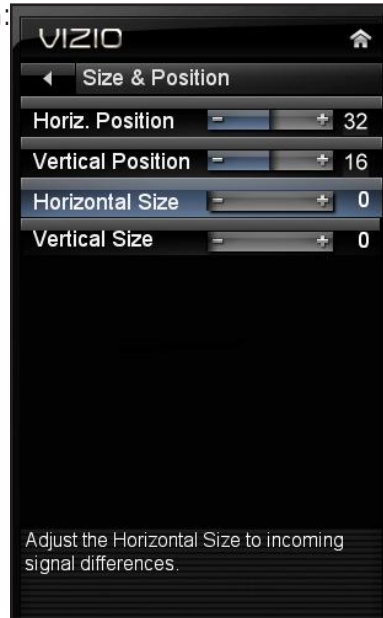 VIZIO
Size & Position
Horiz. Position - + 32
Vertical Position - + 16
Horizontal Size - + 0
Vertical Size - + 0
Adjust the Horizontal Size to incoming
signal differences.